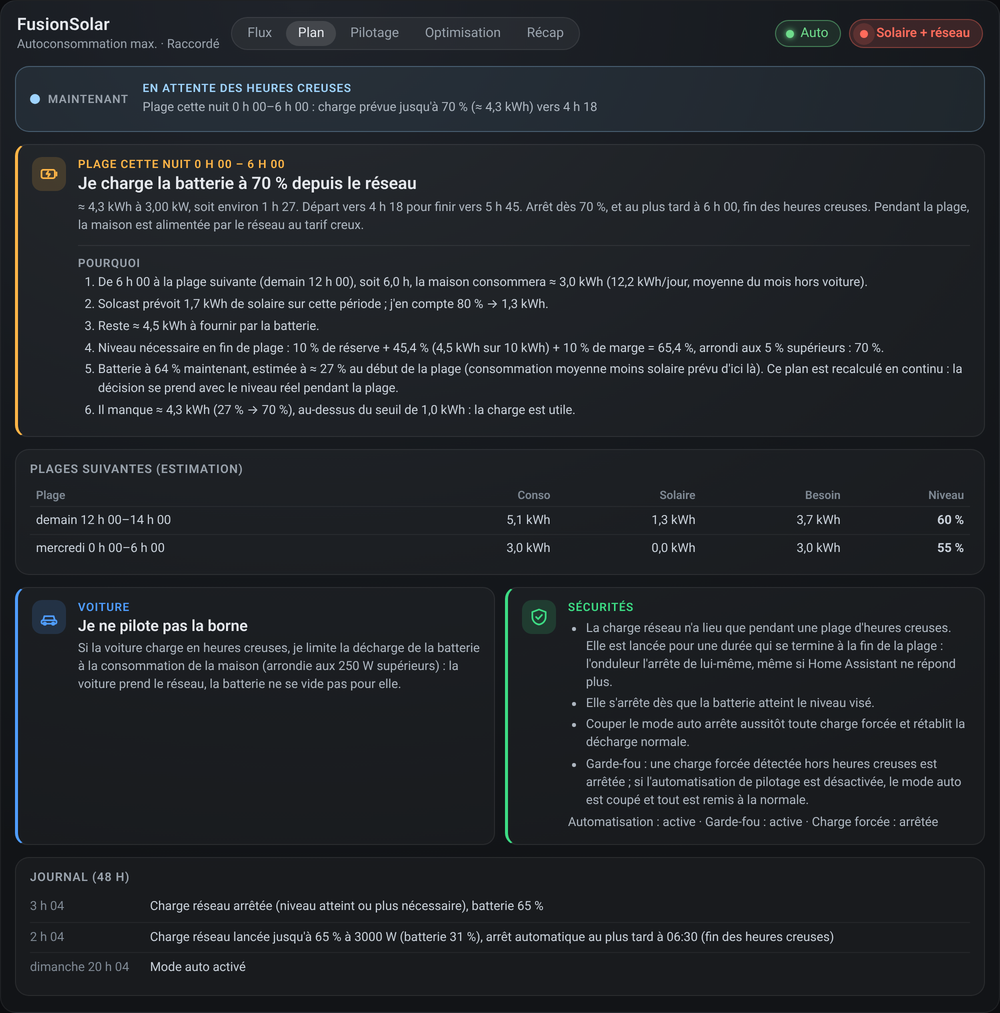 FusionSolar
Autoconsommation max. · Raccordé
Flux
Plan
Pilotage
Optimisation
Récap
Auto
Solaire + réseau
MAINTENANT
EN ATTENTE DES HEURES CREUSES
Plage cette nuit 0 h 00–6 h 00 : charge prévue jusqu'à 70 % (≈ 4,3 kWh) vers 4 h 18
PLAGE CETTE NUIT 0 H 00 – 6 H 00
Je charge la batterie à 70 % depuis le réseau
≈ 4,3 kWh à 3,00 kW, soit environ 1 h 27. Départ vers 4 h 18 pour finir vers 5 h 45. Arrêt dès 70 %, et au plus tard à 6 h 00, fin des heures creuses. Pendant la plage,
la maison est alimentée par le réseau au tarif creux.
POURQUOI
1. De 6 h 00 à la plage suivante (demain 12 h 00), soit 6,0 h, la maison consommera ≈ 3,0 kWh (12,2 kWh/jour, moyenne du mois hors voiture).
2. Solcast prévoit 1,7 kWh de solaire sur cette période ; j'en compte 80 % → 1,3 kWh.
3. Reste ≈ 4,5 kWh à fournir par la batterie.
4. Niveau nécessaire en fin de plage : 10 % de réserve + 45,4 % (4,5 kWh sur 10 kWh) + 10 % de marge = 65,4 %, arrondi aux 5 % supérieurs : 70 %.
5. Batterie à 64 % maintenant, estimée à ≈ 27 % au début de la plage (consommation moyenne moins solaire prévu d'ici là). Ce plan est recalculé en continu : la
décision se prend avec le niveau réel pendant la plage.
6. Il manque ≈ 4,3 kWh (27 % → 70 %), au-dessus du seuil de 1,0 kWh : la charge est utile.
PLAGES SUIVANTES (ESTIMATION)
Plage Conso Solaire Besoin Niveau
demain 12 h 00–14 h 00 5,1 kWh 1,3 kWh 3,7 kWh 60 %
mercredi 0 h 00–6 h 00 3,0 kWh 0,0 kWh 3,0 kWh 55 %
VOITURE
Je ne pilote pas la borne
Si la voiture charge en heures creuses, je limite la décharge de la batterie
à la consommation de la maison (arrondie aux 250 W supérieurs) : la
voiture prend le réseau, la batterie ne se vide pas pour elle.
SÉCURITÉS
• La charge réseau n'a lieu que pendant une plage d'heures creuses.
Elle est lancée pour une durée qui se termine à la fin de la plage :
l'onduleur l'arrête de lui-même, même si Home Assistant ne répond
plus.
• Elle s'arrête dès que la batterie atteint le niveau visé.
• Couper le mode auto arrête aussitôt toute charge forcée et rétablit la
décharge normale.
• Garde-fou : une charge forcée détectée hors heures creuses est
arrêtée ; si l'automatisation de pilotage est désactivée, le mode auto
est coupé et tout est remis à la normale.
Automatisation : active · Garde-fou : active · Charge forcée : arrêtée
JOURNAL (48 H)
3 h 04 Charge réseau arrêtée (niveau atteint ou plus nécessaire), batterie 65 %
2 h 04 Charge réseau lancée jusqu'à 65 % à 3000 W (batterie 31 %), arrêt automatique au plus tard à 06:30 (fin des heures creuses)
dimanche 20 h 04 Mode auto activé